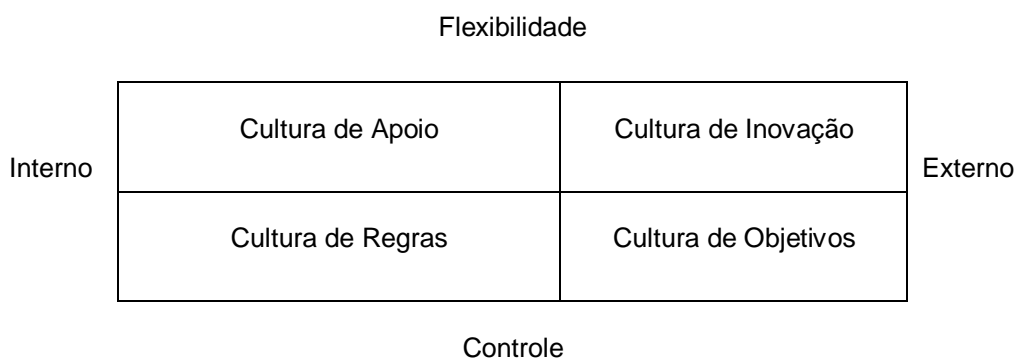 Flexibilidade
Cultura de Apoio
Cultura de Inovação
Interno
Externo
Cultura de Regras
Cultura de Objetivos
Controle